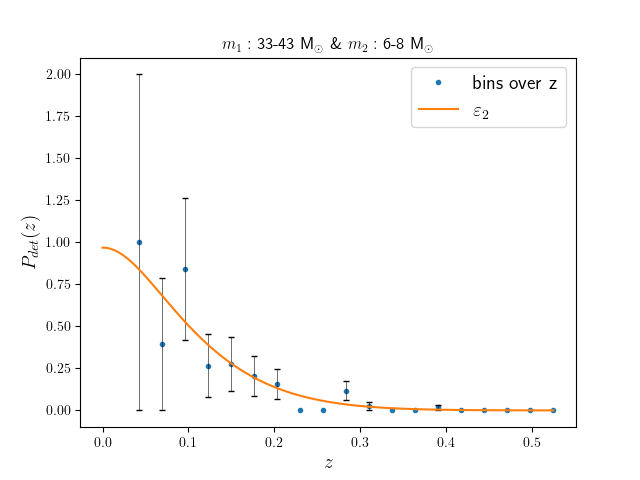 m₁ : 33-43 M⊙ & m₂ : 6-8 M⊙
2.00
1.75
1.50
1.25
1.00
0.75
0.50
0.25
0.00
P_det(z)
bins over z
ε₂
0.0 0.1 0.2 0.3 0.4 0.5
z